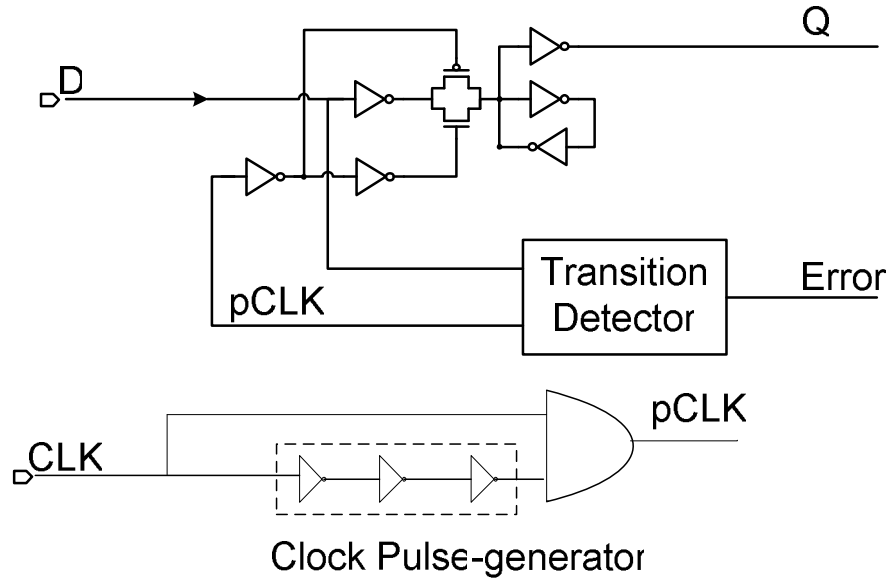 Q
D
Transition
Detector
Error
pCLK
pCLK
CLK
Clock Pulse-generator